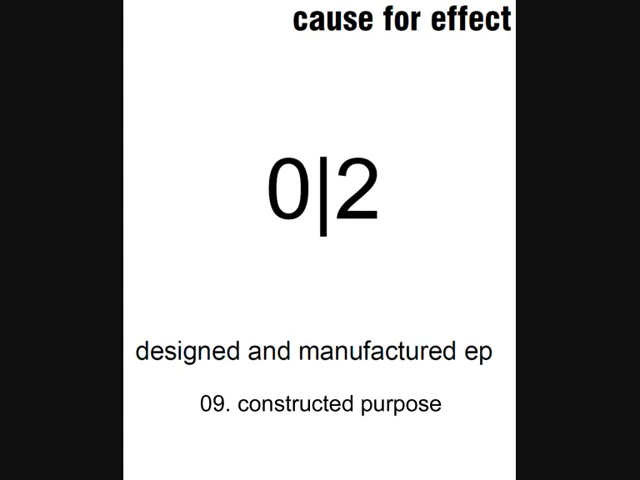 cause for effect
0|2
designed and manufactured ep
09. constructed purpose